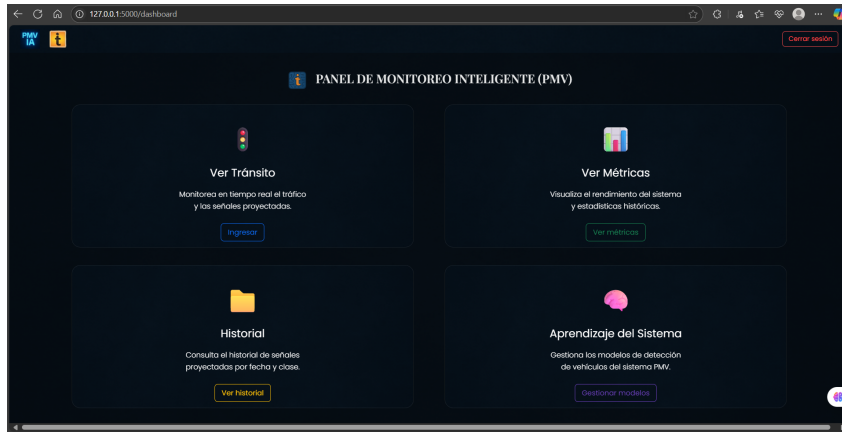 127.0.0.1:5000/dashboard
PMV
IA
t
Cerrar sesión
i PANEL DE MONITOREO INTELIGENTE (PMV)
Ver Tránsito
Monitorea en tiempo real el tráfico
y las señales proyectadas.
Ingresar
Ver Métricas
Visualiza el rendimiento del sistema
y estadísticas históricas.
Ver métricas
Historial
Consulta el historial de señales
proyectadas por fecha y clase.
Ver historial
Aprendizaje del Sistema
Gestiona los modelos de detección
de vehículos del sistema PMV.
Gestionar modelos